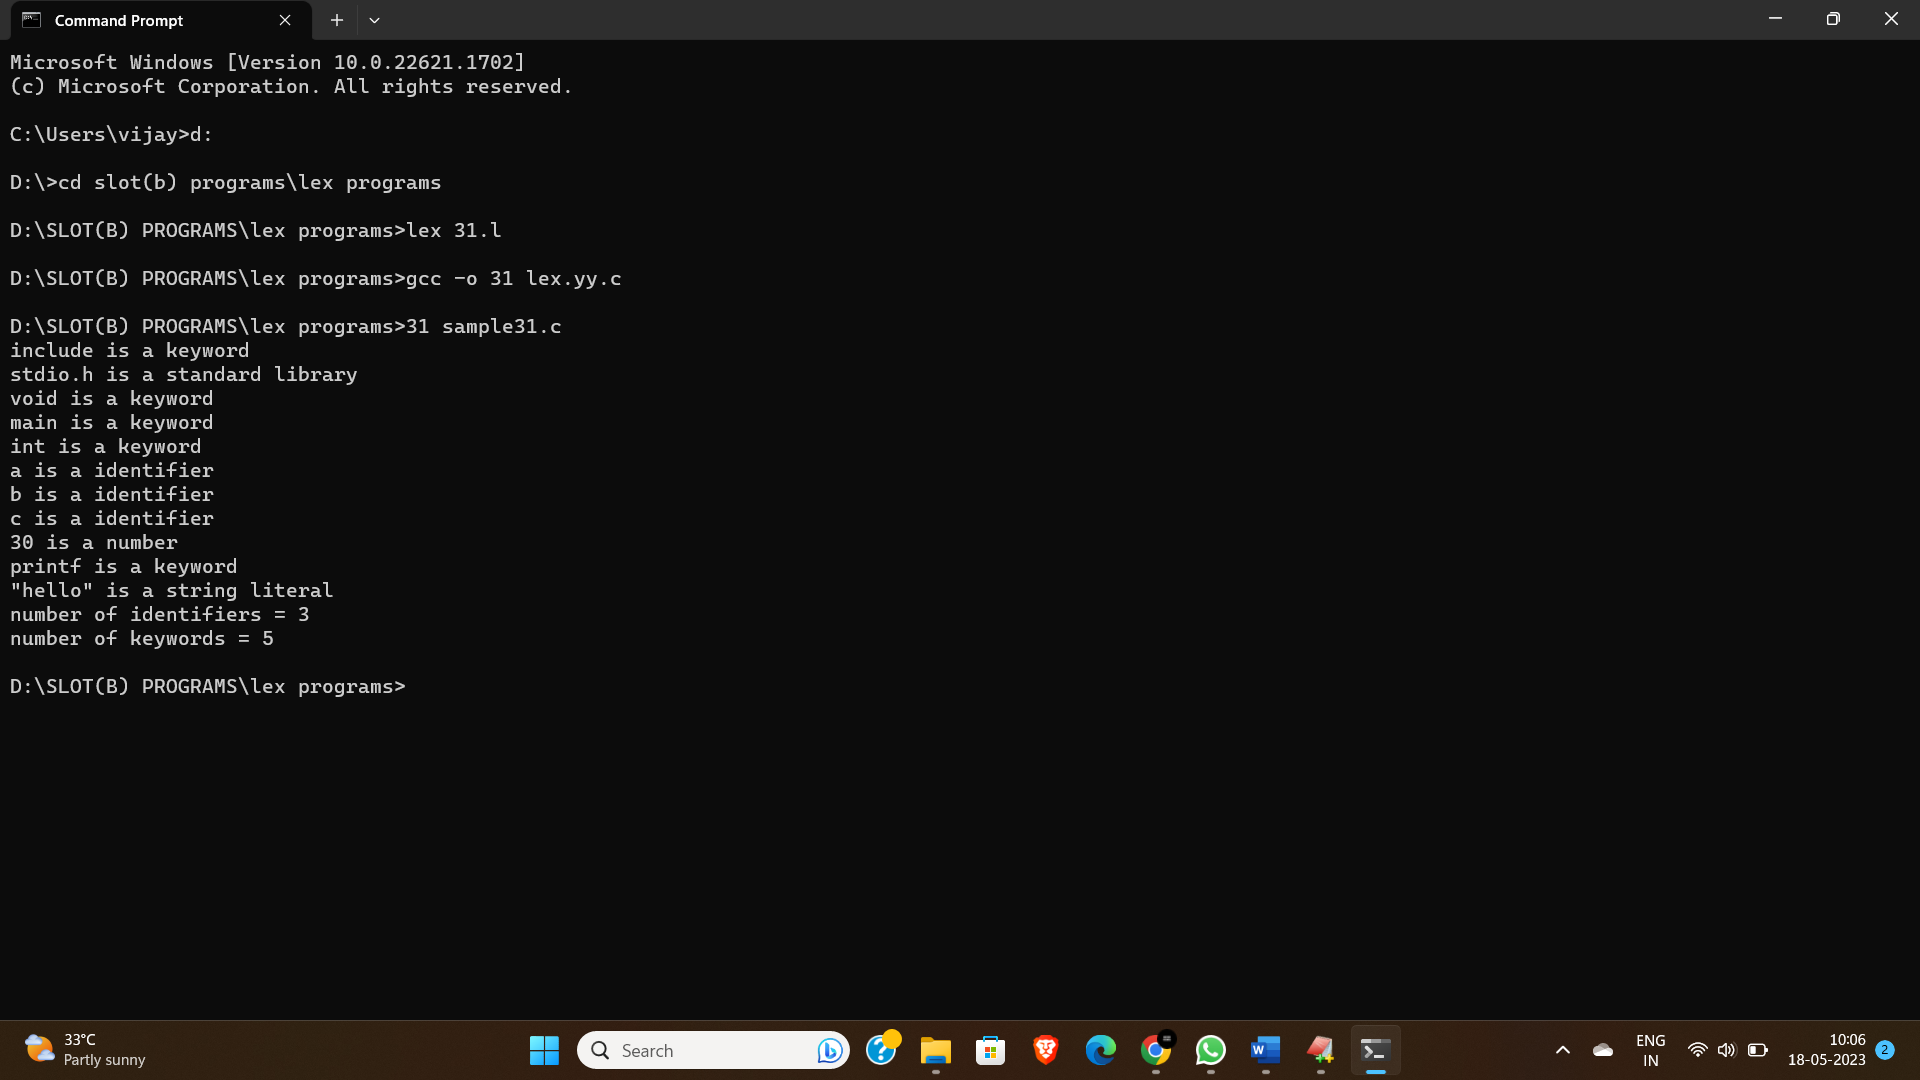 Command Prompt
Microsoft Windows [Version 10.0.22621.1702]
(c) Microsoft Corporation. All rights reserved.
C:\Users\vijay>d:
D:\>cd slot(b) programs\lex programs
D:\SLOT(B) PROGRAMS\lex programs>lex 31.l
D:\SLOT(B) PROGRAMS\lex programs>gcc -o 31 lex.yy.c
D:\SLOT(B) PROGRAMS\lex programs>31 sample31.c
include is a keyword
stdio.h is a standard library
void is a keyword
main is a keyword
int is a keyword
a is a identifier
b is a identifier
c is a identifier
30 is a number
printf is a keyword
"hello" is a string literal
number of identifiers = 3
number of keywords = 5
D:\SLOT(B) PROGRAMS\lex programs>
33°C
Partly sunny
Search
ENG
IN
10:06
18-05-2023
2